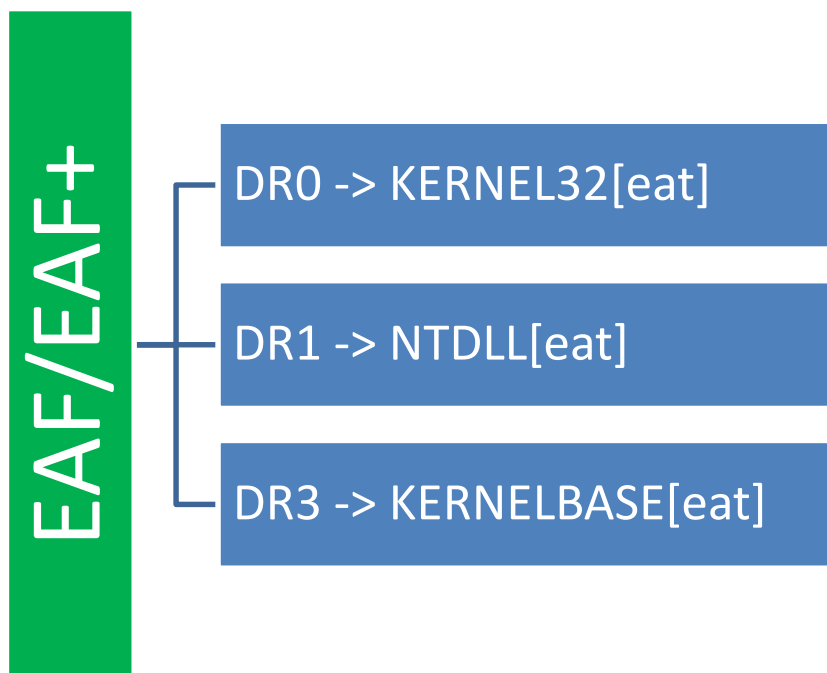 EAF/EAF+
DR0 -> KERNEL32[eat]
DR1 -> NTDLL[eat]
DR3 -> KERNELBASE[eat]